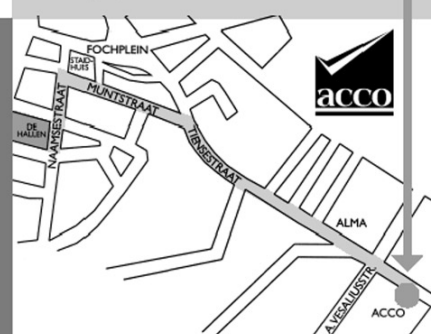 FOCHPLEIN
STAD-
HUIS
MUNTSTRAAT
acco
DE
HALLEN
NAAMSESTRAAT
TIENSESTRAAT
ALMA
A.VESALIUSSTR.
ACCO